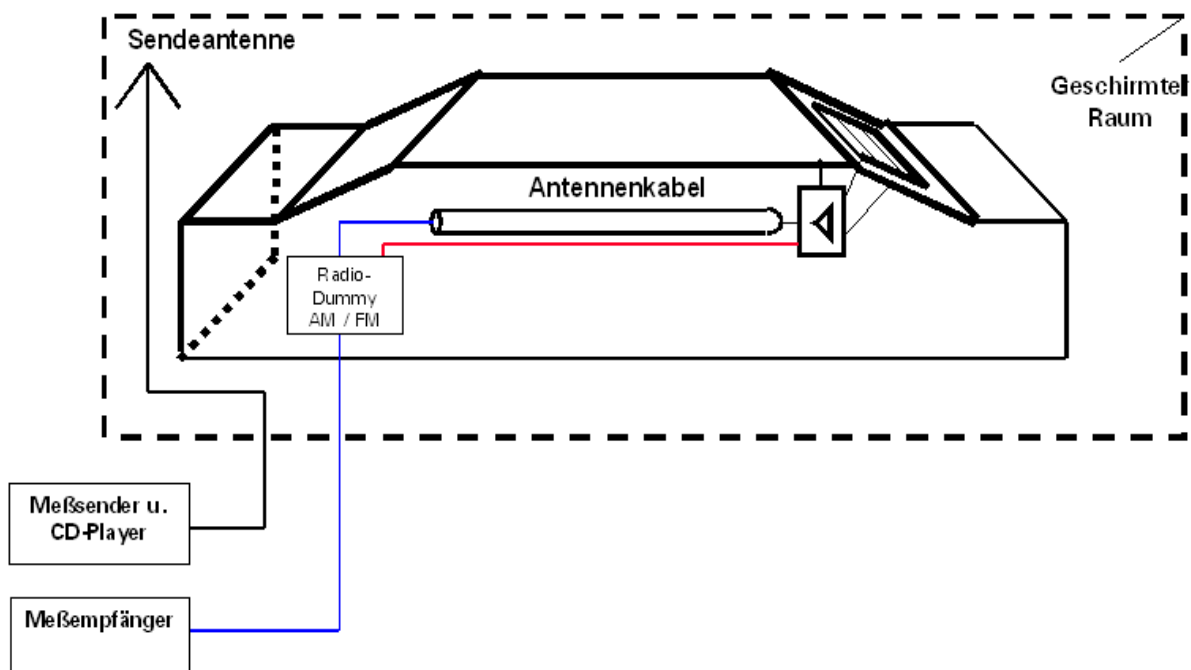 Sendeantenne
Geschirmter
Raum
Antennenkabel
Radio-
Dummy
AM / FM
Meßsender u.
CD-Player
Meßempfänger